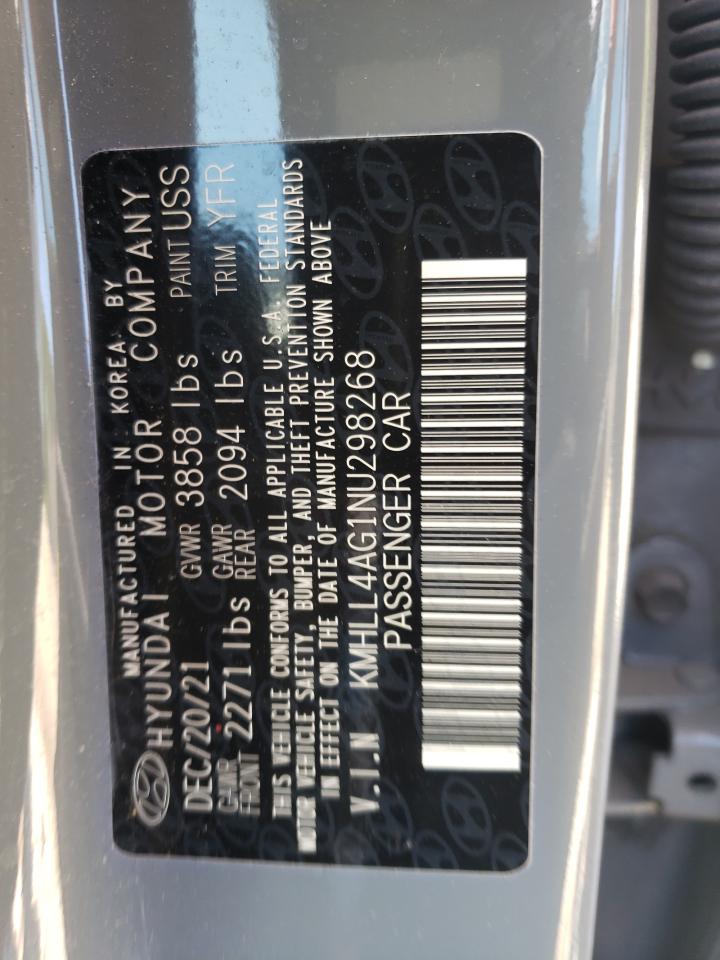 MANUFACTURED IN KOREA BY
HYUNDAI MOTOR COMPANY
DEC/20/21 GVWR 3858 lbs PAINT USS
GAWR FRONT 2271 lbs GAWR REAR 2094 lbs TRIM YFR
THIS VEHICLE CONFORMS TO ALL APPLICABLE U.S.A. FEDERAL
MOTOR VEHICLE SAFETY, BUMPER, AND THEFT PREVENTION STANDARDS
IN EFFECT ON THE DATE OF MANUFACTURE SHOWN ABOVE
V.I.N KMHLL4AG1NU298268
PASSENGER CAR